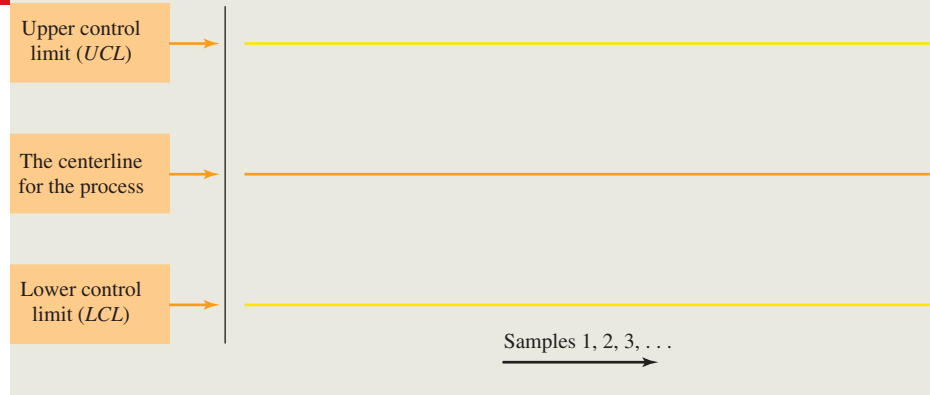 Upper control
limit (UCL)
The centerline
for the process
Lower control
limit (LCL)
Samples 1, 2, 3, . . .